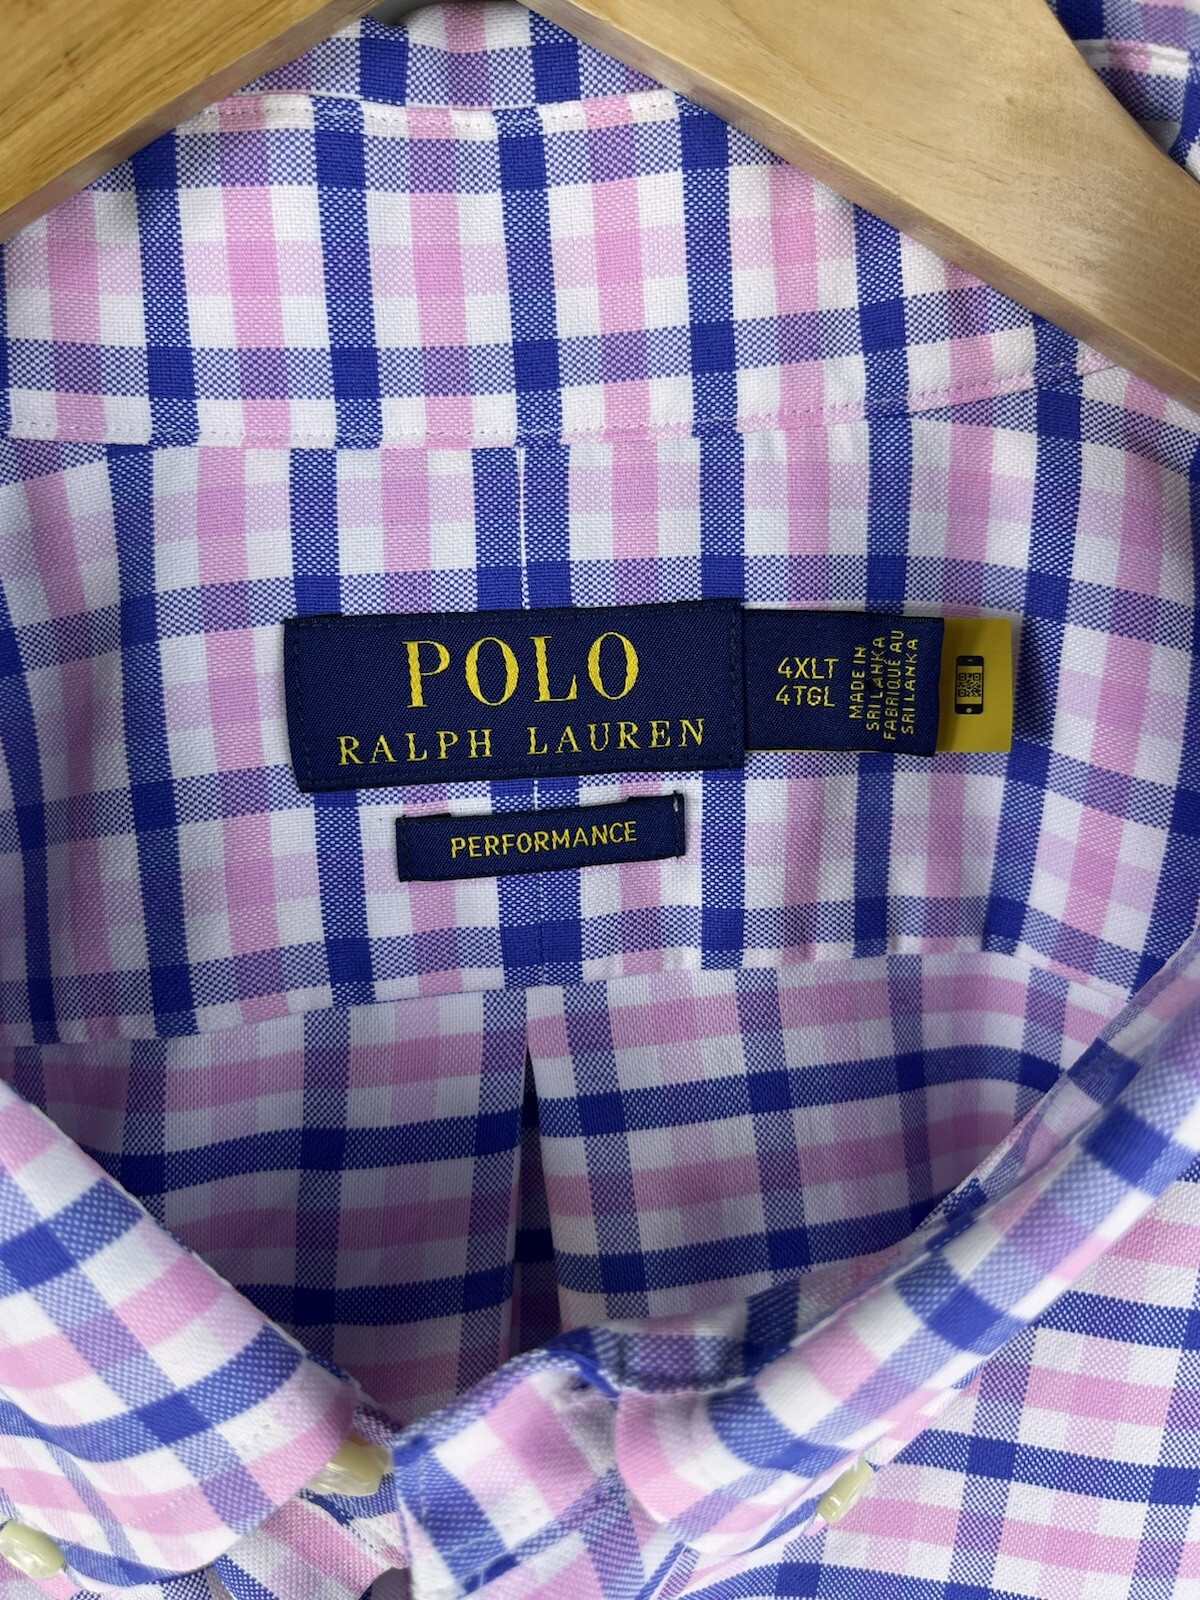 POLO
RALPH LAUREN
4XLT
4TGL
MADE IN
SRI LANKA
FABRIQUÉ AU
SRI LANKA
PERFORMANCE